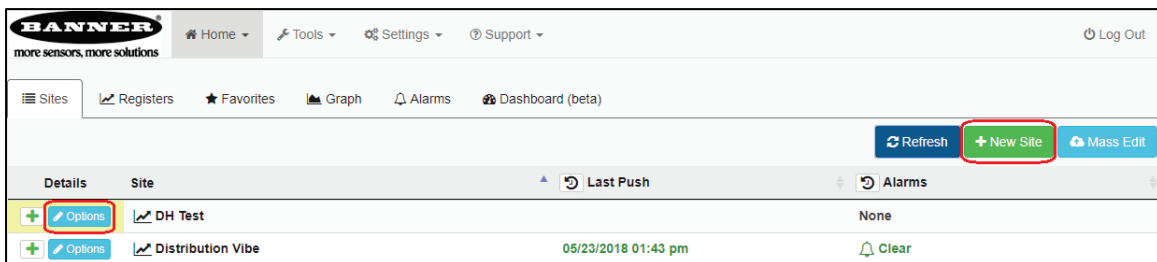 BANNER
more sensors, more solutions
Home Tools Settings Support Log Out
Sites Registers Favorites Graph Alarms Dashboard (beta)
Refresh + New Site Mass Edit
Details Site Last Push Alarms
+ Options DH Test None
+ Options Distribution Vibe 05/23/2018 01:43 pm Clear